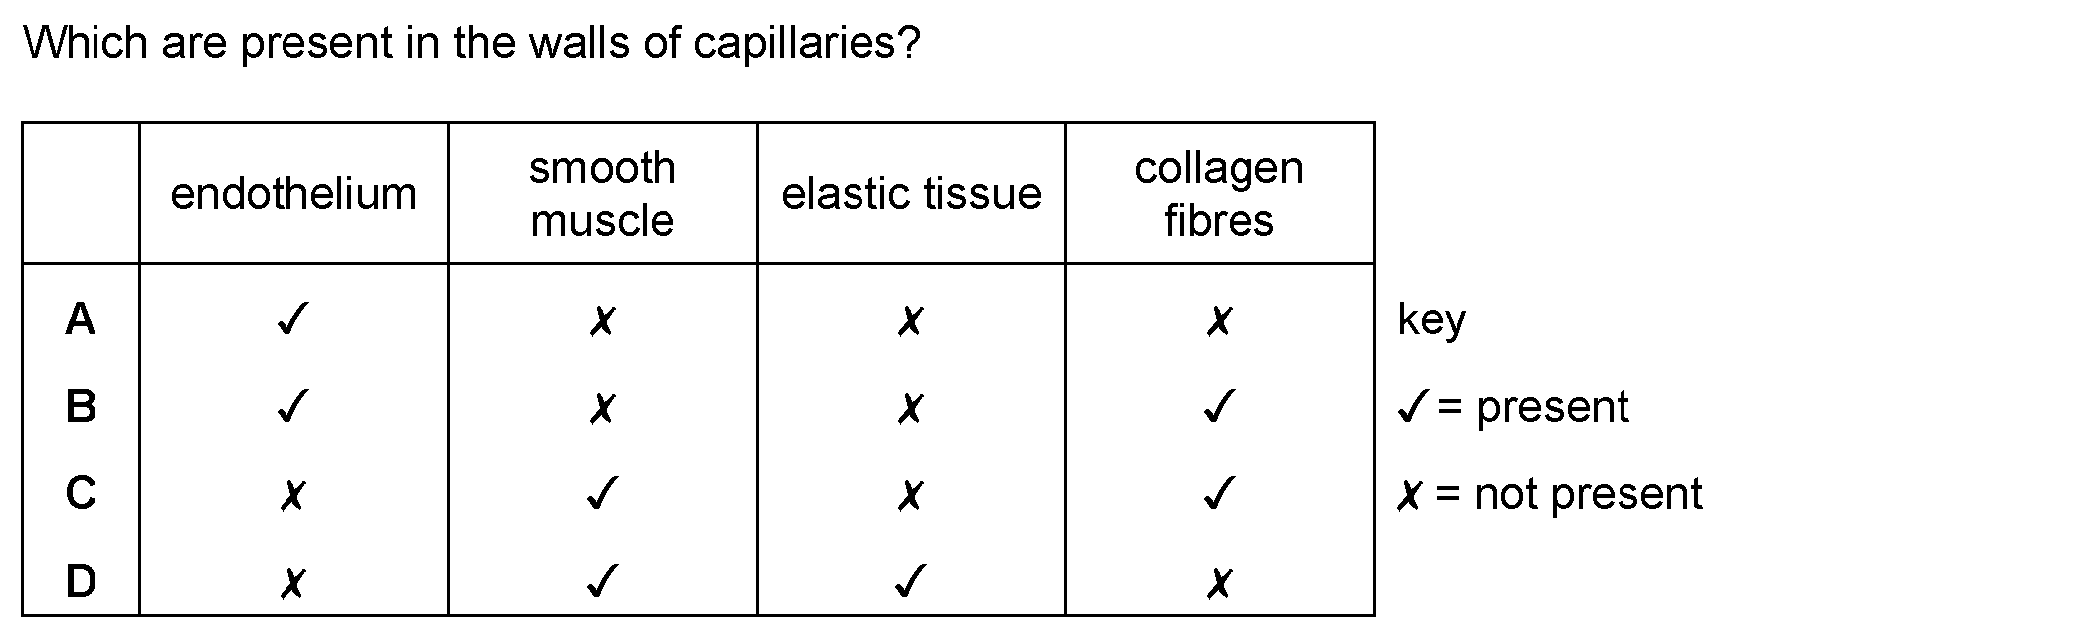 Which are present in the walls of capillaries?
endothelium smooth muscle elastic tissue collagen fibres
A ✓ ✗ ✗ ✗ key
B ✓ ✗ ✗ ✓ ✓ = present
C ✗ ✓ ✗ ✓ ✗ = not present
D ✗ ✓ ✓ ✗